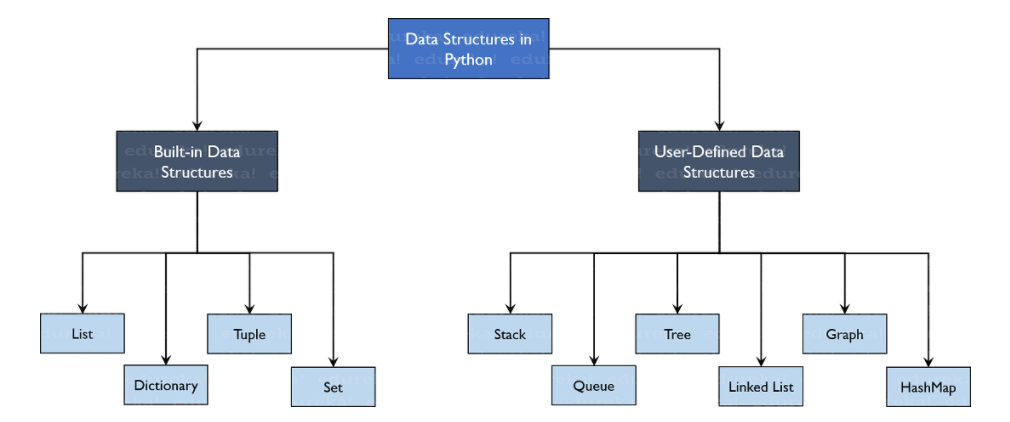 Data Structures in
Python
Built-in Data
Structures
User-Defined Data
Structures
List
Tuple
Dictionary
Set
Stack
Tree
Graph
Queue
Linked List
HashMap